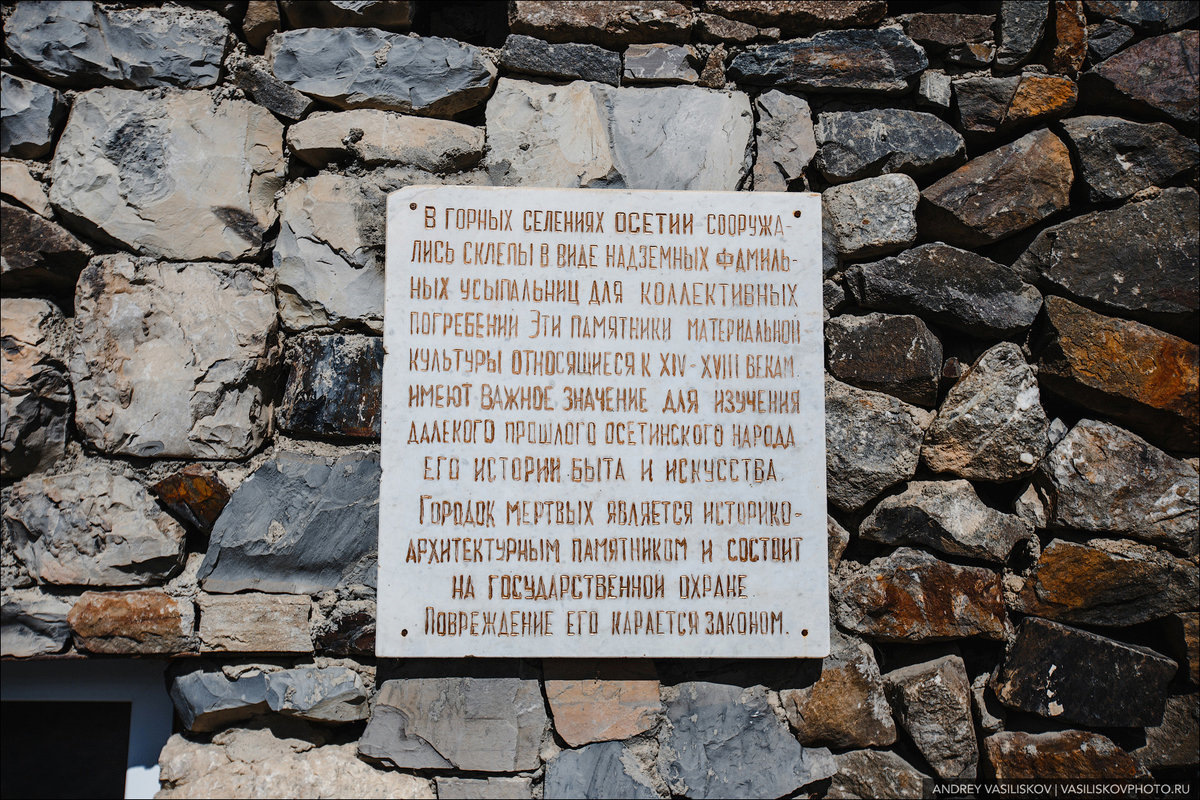 В ГОРНЫХ СЕЛЕНИЯХ ОСЕТИИ СООРУЖА-
ЛИСЬ СКЛЕПЫ В ВИДЕ НАДЗЕМНЫХ ФАМИЛЬ-
НЫХ УСЫПАЛЬНИЦ ДЛЯ КОЛЛЕКТИВНЫХ
ПОГРЕБЕНИИ ЭТИ ПАМЯТНИКИ МАТЕРИАЛЬНОЙ
КУЛЬТУРЫ ОТНОСЯЩИЕСЯ К XIV - XVIII ВЕКАМ.
ИМЕЮТ ВАЖНОЕ ЗНАЧЕНИЕ ДЛЯ ИЗУЧЕНИЯ
ДАЛЕКОГО ПРОШЛОГО ОСЕТИНСКОГО НАРОДА
ЕГО ИСТОРИИ БЫТА И ИСКУССТВА.
ГОРОДОК МЕРТВЫХ ЯВЛЯЕТСЯ ИСТОРИКО-
АРХИТЕКТУРНЫМ ПАМЯТНИКОМ И СОСТОИТ
НА ГОСУДАРСТВЕННОЙ ОХРАНЕ.
ПОВРЕЖДЕНИЕ ЕГО КАРАЕТСЯ ЗАКОНОМ.
ANDREY VASILISKOV | VASILISKVPHOTO.RU